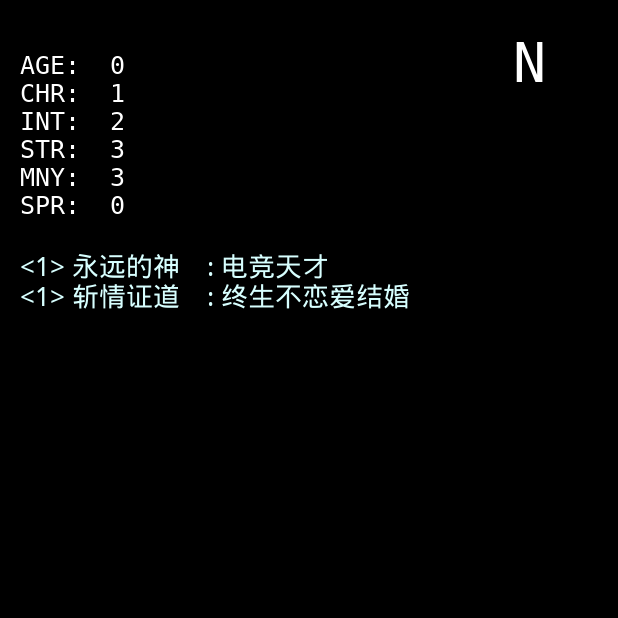 N
AGE: 0
CHR: 1
INT: 2
STR: 3
MNY: 3
SPR: 0
<1> 永远的神 : 电竞天才
<1> 斩情证道 : 终生不恋爱结婚